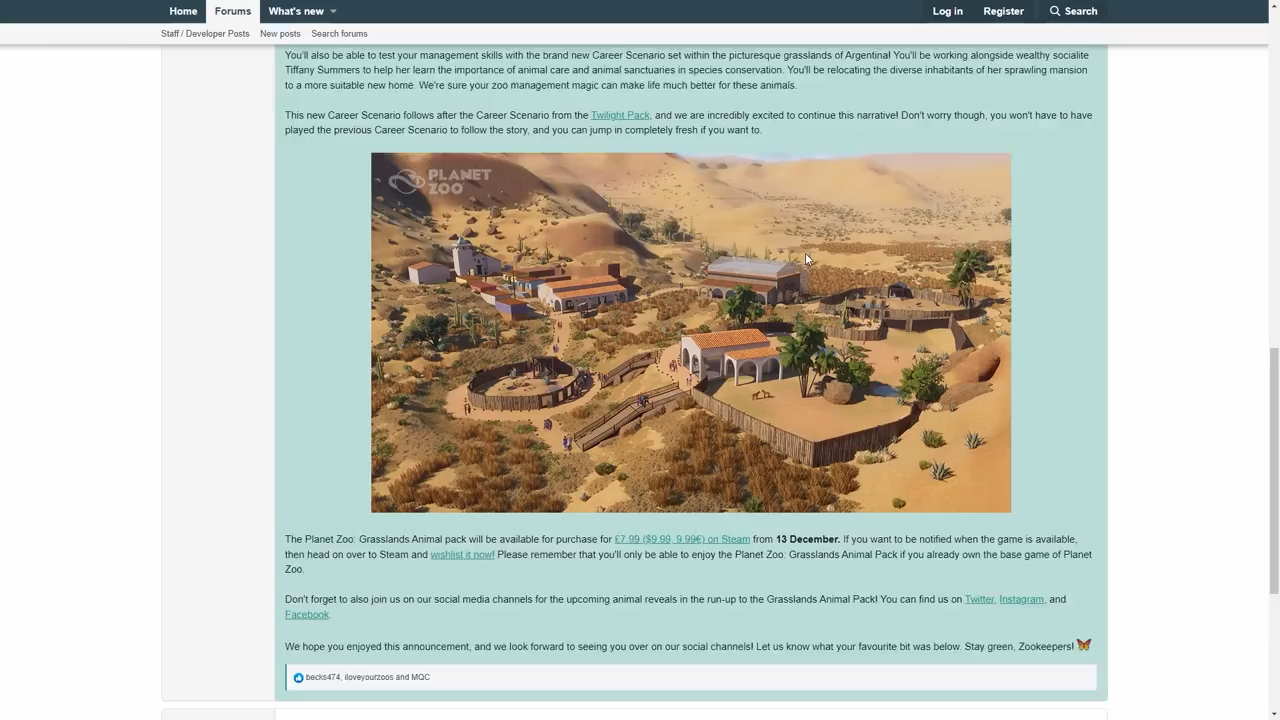 Home
Forums
What's new
Log in
Register
Search
Staff / Developer Posts
New posts
Search forums
You'll also be able to test your management skills with the brand new Career Scenario set within the picturesque grasslands of Argentina! You'll be working alongside wealthy socialite
Tiffany Summers to help her learn the importance of animal care and animal sanctuaries in species conservation. You'll be relocating the diverse inhabitants of her sprawling mansion
to a more suitable new home. We're sure your zoo management magic can make life much better for these animals.
This new Career Scenario follows after the Career Scenario from the Twilight Pack, and we are incredibly excited to continue this narrative! Don't worry though, you won't have to have
played the previous Career Scenario to follow the story, and you can jump in completely fresh if you want to.
PLANET
ZOO
The Planet Zoo: Grasslands Animal pack will be available for purchase for £7.99 ($9.99, 9.99€) on Steam from 13 December. If you want to be notified when the game is available,
then head on over to Steam and wishlist it now! Please remember that you'll only be able to enjoy the Planet Zoo: Grasslands Animal Pack if you already own the base game of Planet
Zoo.
Don't forget to also join us on our social media channels for the upcoming animal reveals in the run-up to the Grasslands Animal Pack! You can find us on Twitter, Instagram, and
Facebook.
We hope you enjoyed this announcement, and we look forward to seeing you over on our social channels! Let us know what your favourite bit was below. Stay green, Zookeepers! 🦋
becks474, iloveyourzoos and MQC